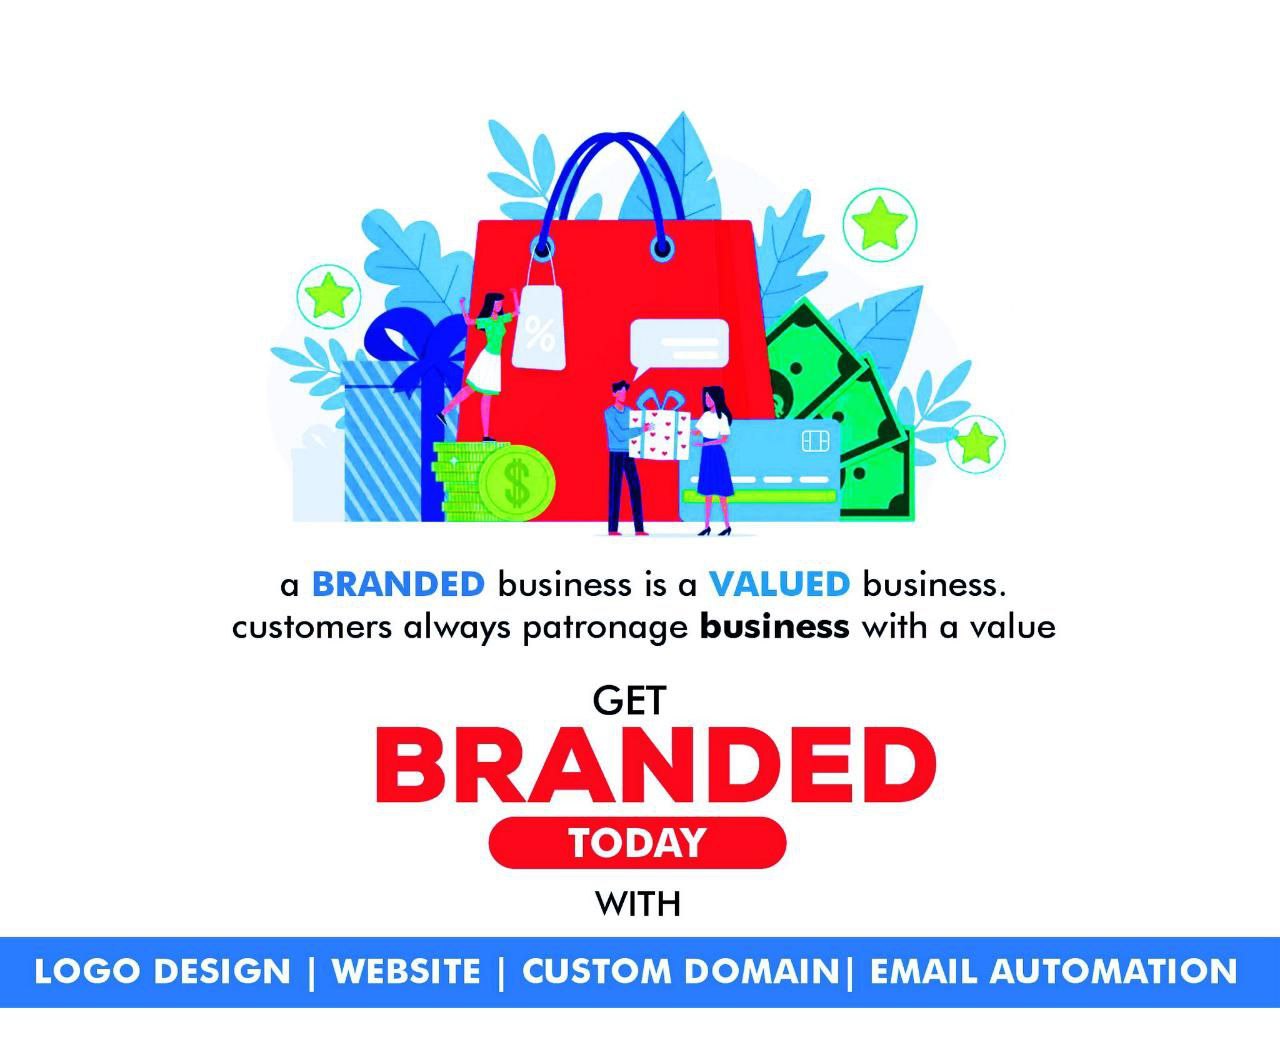 %
$
a BRANDED business is a VALUED business.
customers always patronage business with a value
GET
BRANDED
TODAY
WITH
LOGO DESIGN | WEBSITE | CUSTOM DOMAIN| EMAIL AUTOMATION